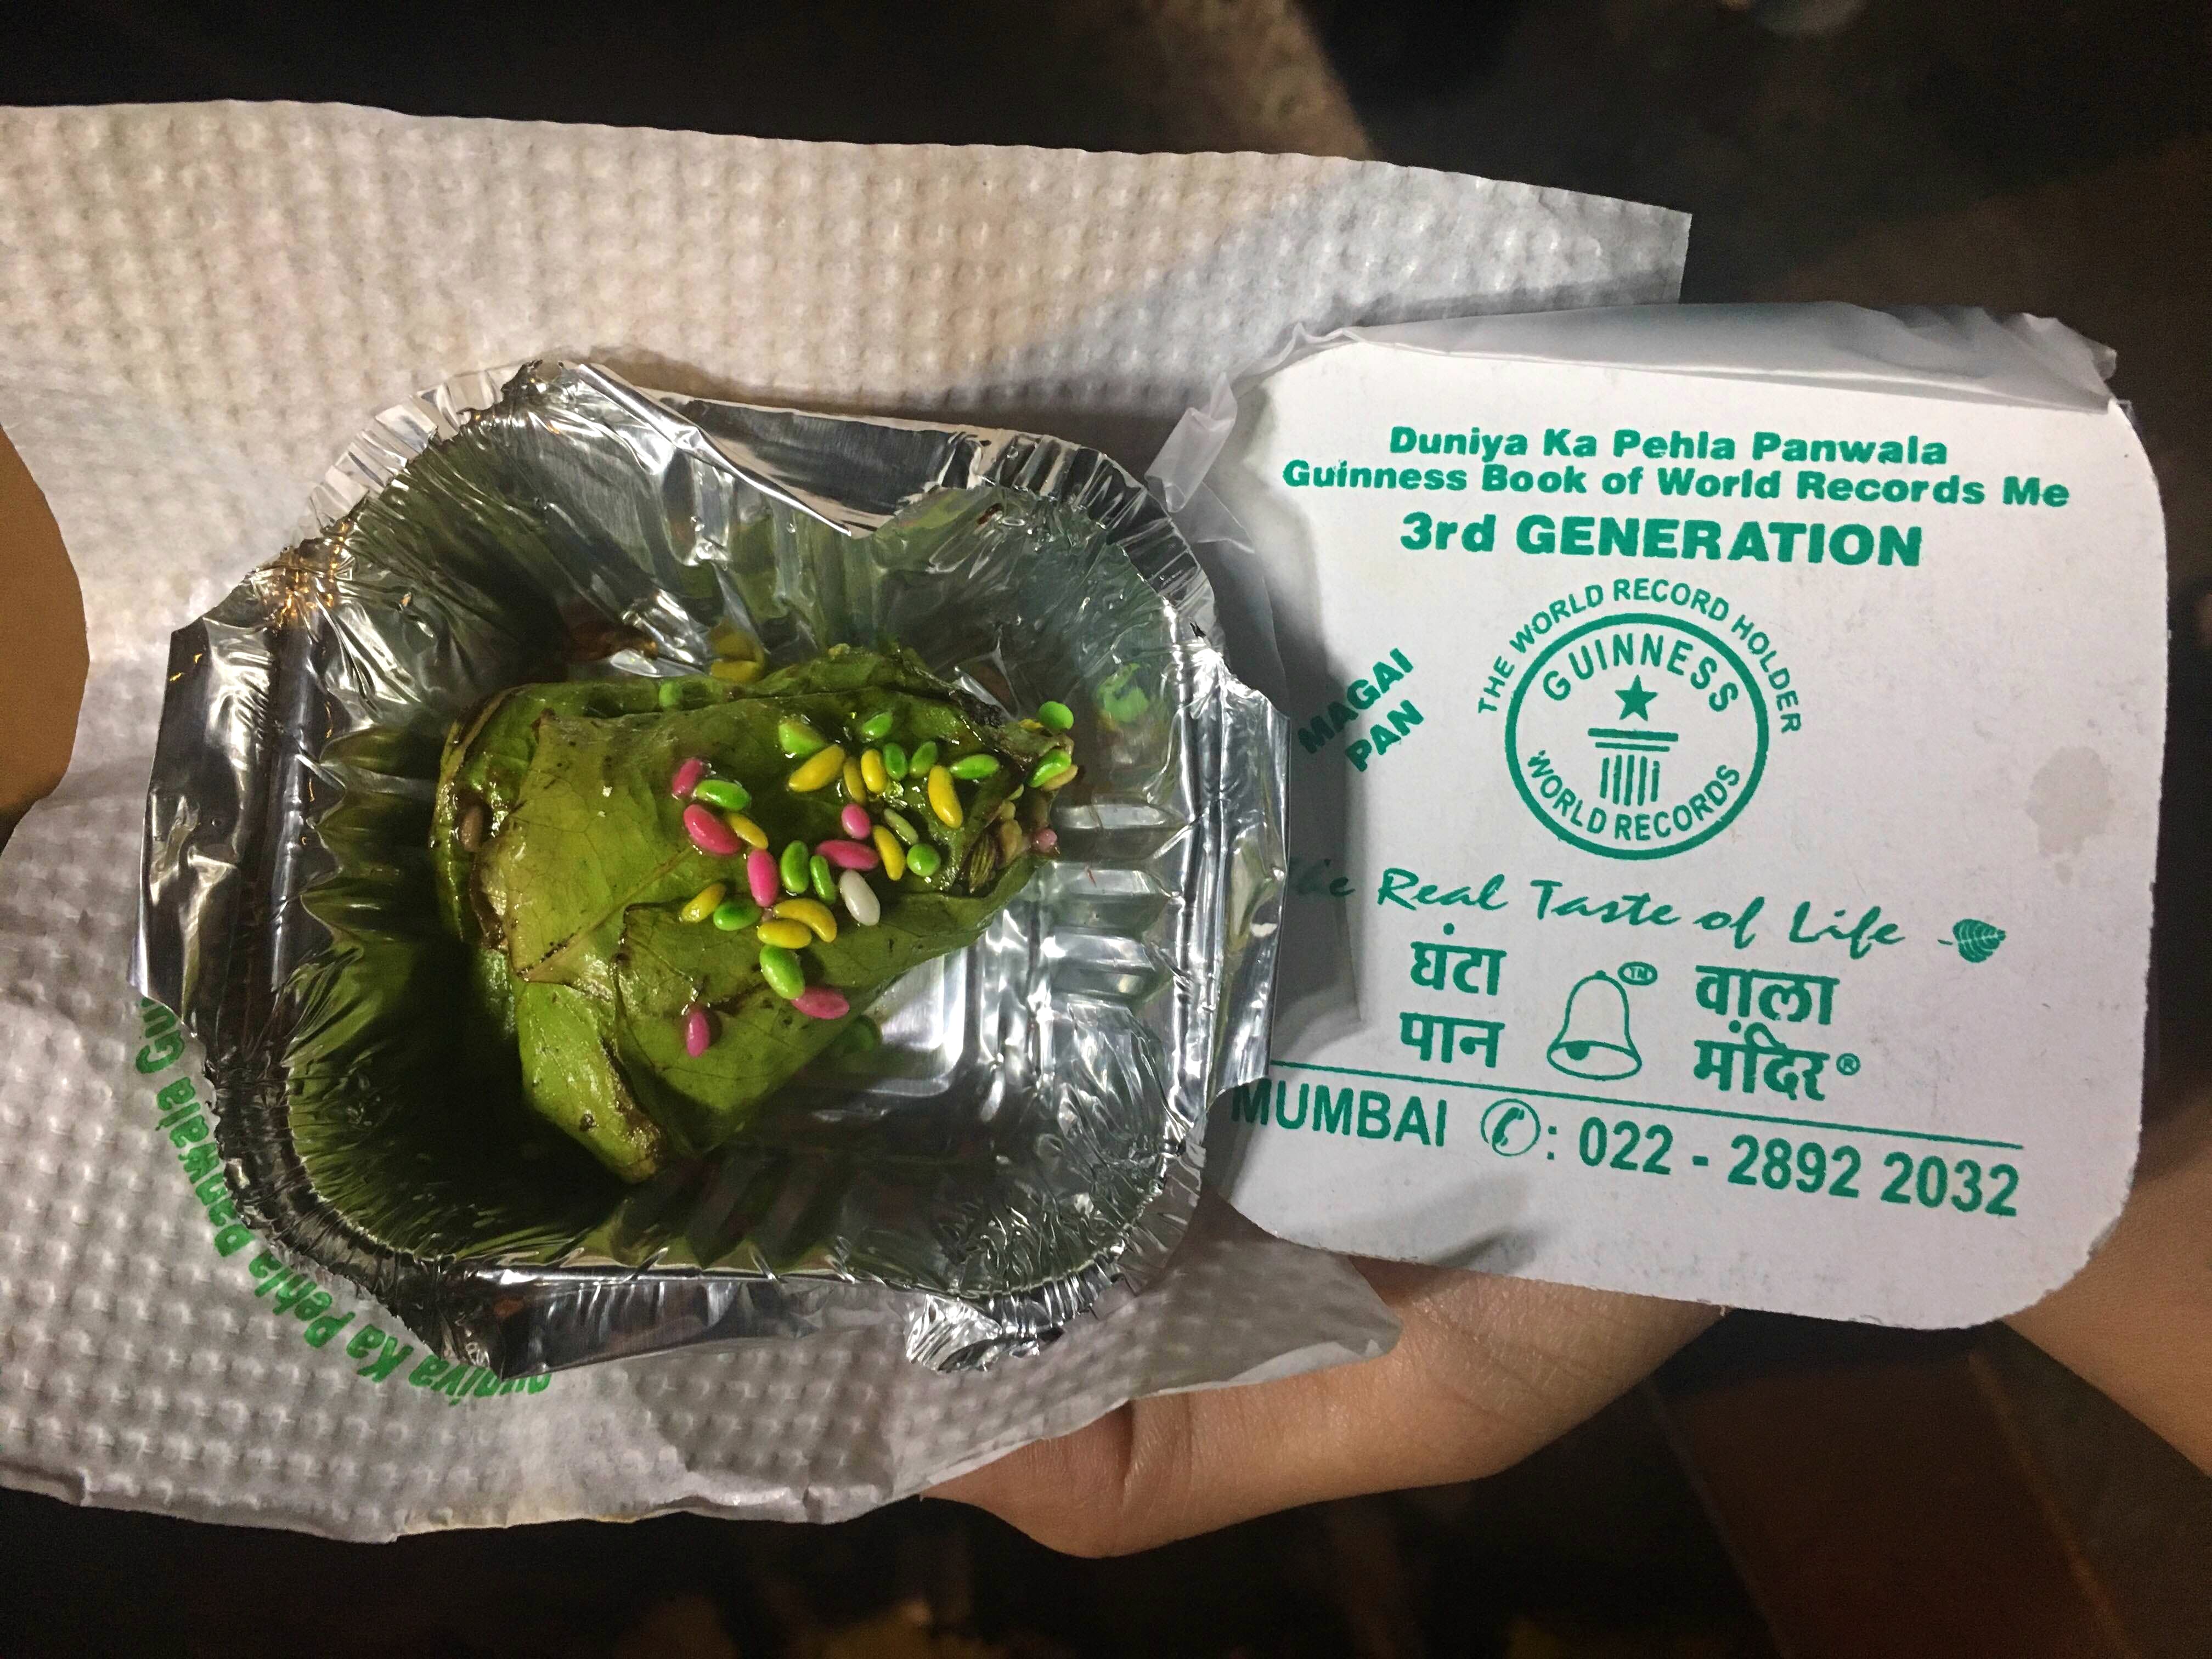 Duniya Ka Pehla Panwala
Guinness Book of World Records Me
3rd GENERATION
THE WORLD RECORD HOLDER
GUINNESS
WORLD RECORDS
MAGAI
PAN
The Real Taste of Life
घंटा वाला
TM
पान मंदिर®
MUMBAI : 022 - 2892 2032
Duniya Ka Pehla Panwala